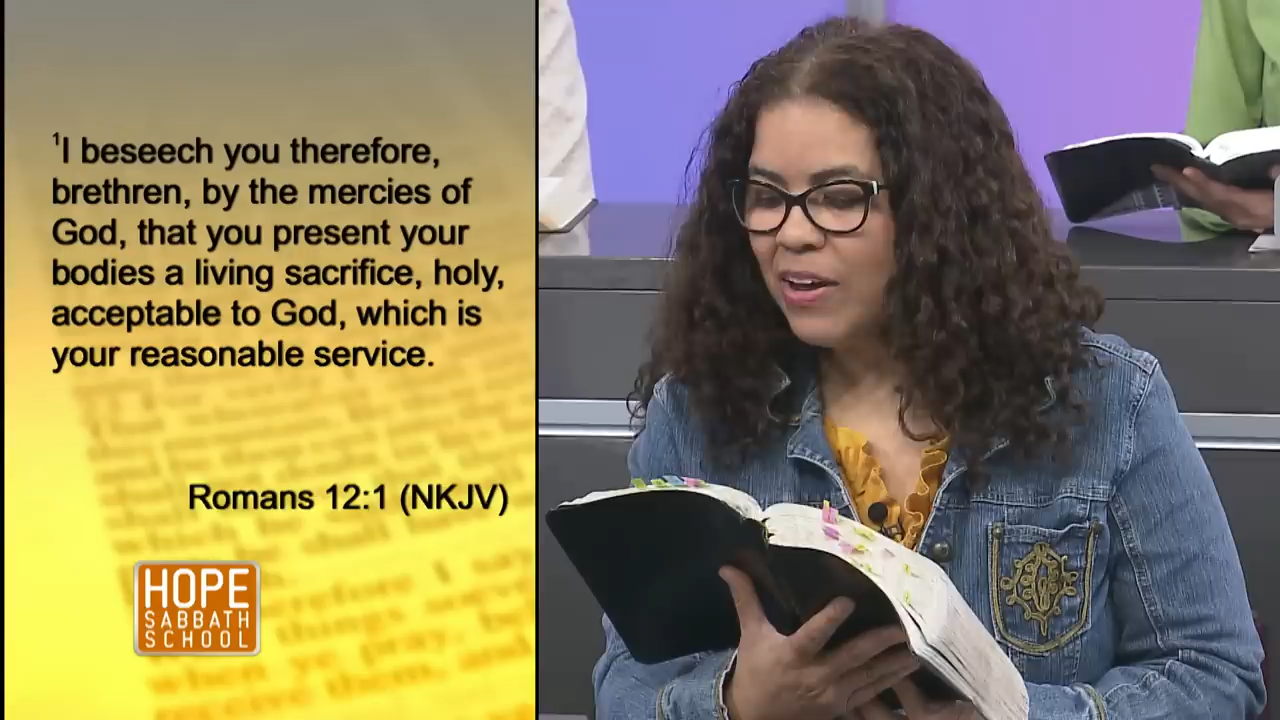 ¹I beseech you therefore,
brethren, by the mercies of
God, that you present your
bodies a living sacrifice, holy,
acceptable to God, which is
your reasonable service.
Romans 12:1 (NKJV)
HOPE
SABBATH
SCHOOL